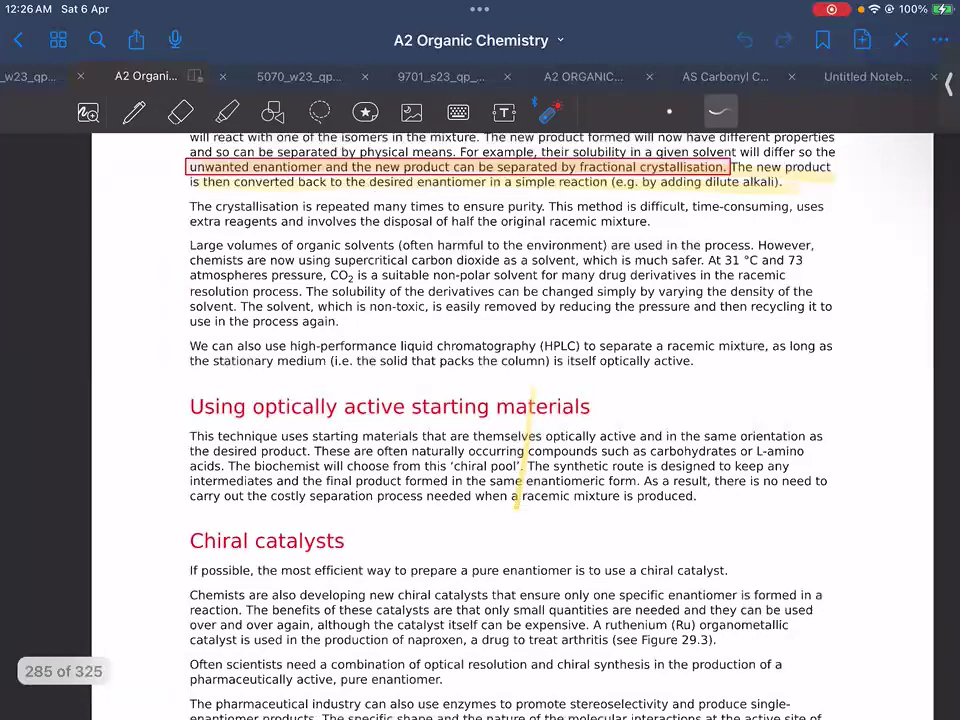 12:26 AM Sat 6 Apr
100%
A2 Organic Chemistry
_w23_qp...
A2 Organi...
5070_w23_qp...
9701_s23_qp_...
A2 ORGANIC...
AS Carbonyl C...
Untitled Noteb...
will react with one of the isomers in the mixture. The new product formed will now have different properties
and so can be separated by physical means. For example, their solubility in a given solvent will differ so the
unwanted enantiomer and the new product can be separated by fractional crystallisation. The new product
is then converted back to the desired enantiomer in a simple reaction (e.g. by adding dilute alkali).
The crystallisation is repeated many times to ensure purity. This method is difficult, time-consuming, uses
extra reagents and involves the disposal of half the original racemic mixture.
Large volumes of organic solvents (often harmful to the environment) are used in the process. However,
chemists are now using supercritical carbon dioxide as a solvent, which is much safer. At 31 °C and 73
atmospheres pressure, CO₂ is a suitable non-polar solvent for many drug derivatives in the racemic
resolution process. The solubility of the derivatives can be changed simply by varying the density of the
solvent. The solvent, which is non-toxic, is easily removed by reducing the pressure and then recycling it to
use in the process again.
We can also use high-performance liquid chromatography (HPLC) to separate a racemic mixture, as long as
the stationary medium (i.e. the solid that packs the column) is itself optically active.
Using optically active starting materials
This technique uses starting materials that are themselves optically active and in the same orientation as
the desired product. These are often naturally occurring compounds such as carbohydrates or L-amino
acids. The biochemist will choose from this ‘chiral pool’. The synthetic route is designed to keep any
intermediates and the final product formed in the same enantiomeric form. As a result, there is no need to
carry out the costly separation process needed when a racemic mixture is produced.
Chiral catalysts
If possible, the most efficient way to prepare a pure enantiomer is to use a chiral catalyst.
Chemists are also developing new chiral catalysts that ensure only one specific enantiomer is formed in a
reaction. The benefits of these catalysts are that only small quantities are needed and they can be used
over and over again, although the catalyst itself can be expensive. A ruthenium (Ru) organometallic
catalyst is used in the production of naproxen, a drug to treat arthritis (see Figure 29.3).
285 of 325
Often scientists need a combination of optical resolution and chiral synthesis in the production of a
pharmaceutically active, pure enantiomer.
The pharmaceutical industry can also use enzymes to promote stereoselectivity and produce single-
enantiomer products. The specific shape and the nature of the molecular interactions at the active site of